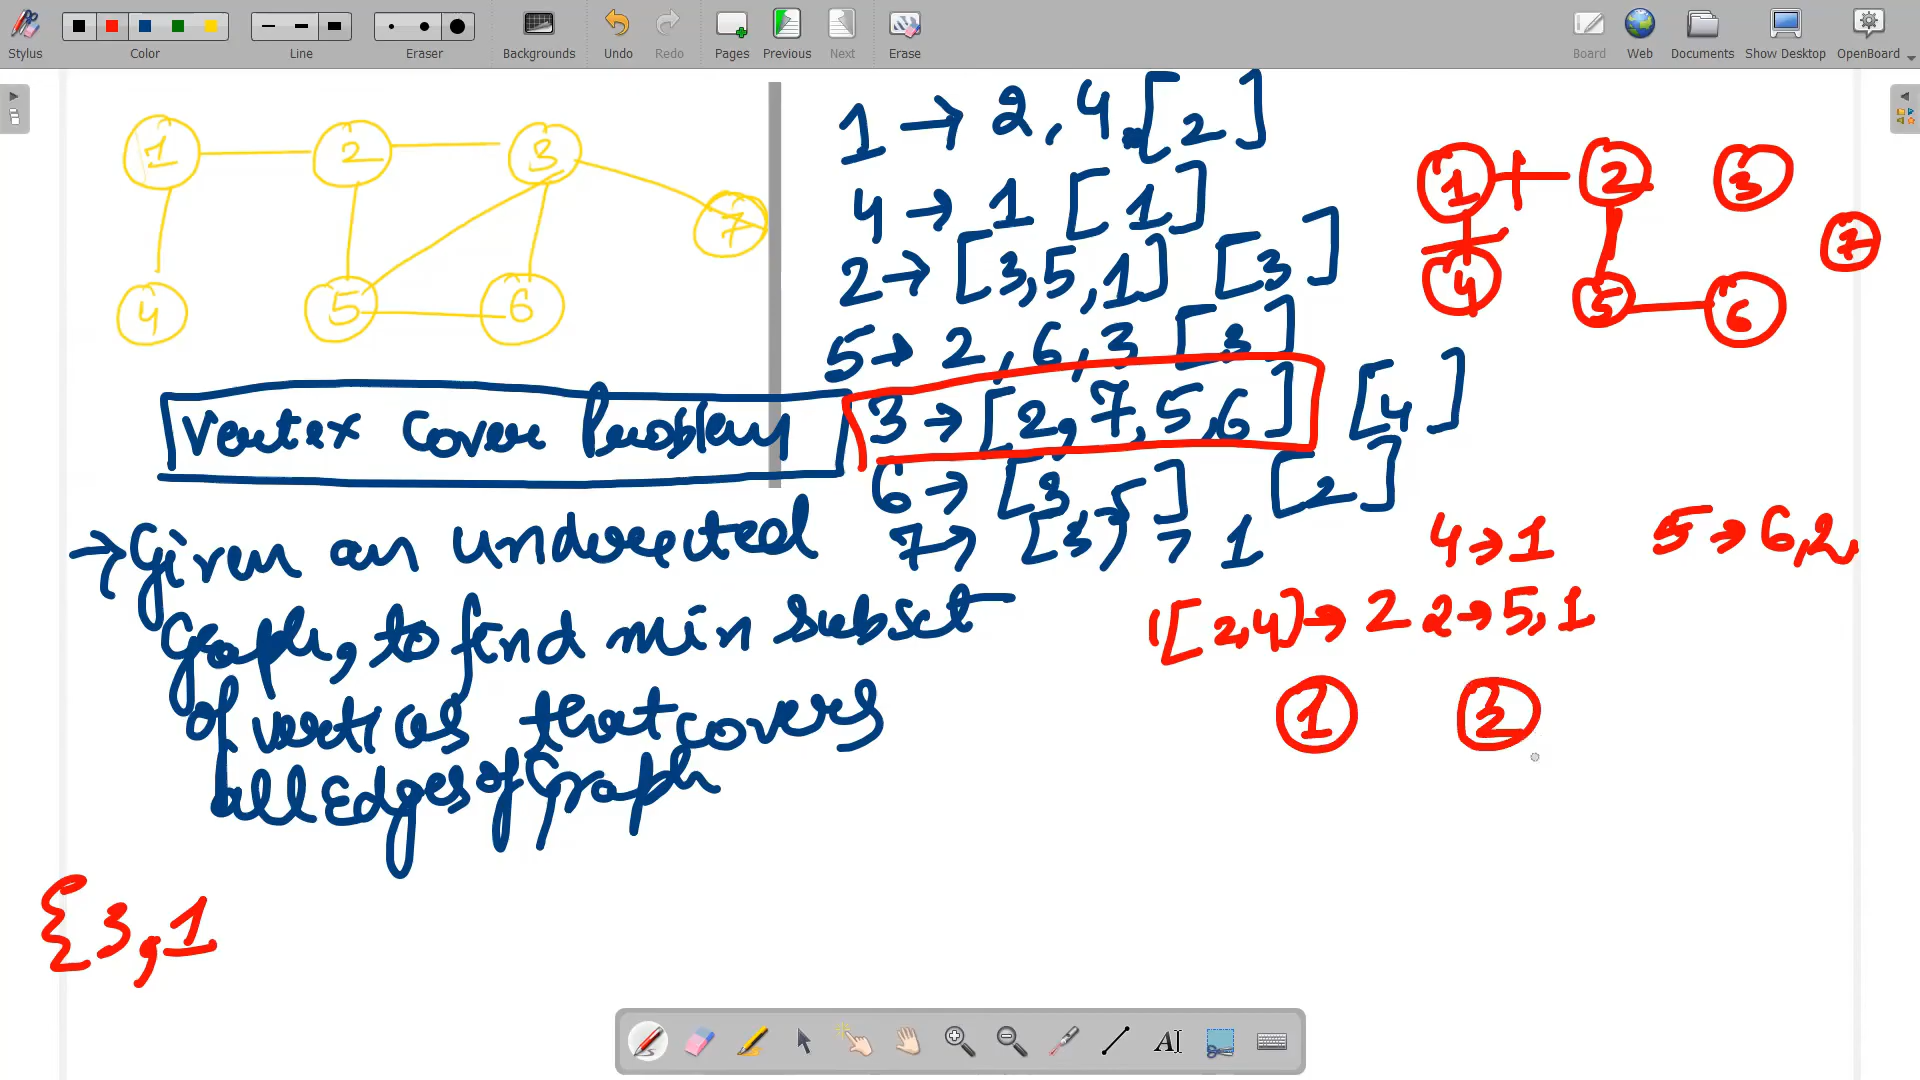 Stylus
Color
Line
Eraser
Backgrounds
Undo
Redo
Pages
Previous
Next
Erase
Board
Web
Documents
Show Desktop
OpenBoard
1 2 3
7
4 5 6
1 → 2, 4 [2]
4 → 1 [1]
2 → [3,5,1] [3]
5 → 2, 6, 3 [3]
3 → [2, 7, 5, 6] [4]
6 → [3, 5] [2]
7 → [3] → 1
1 2 3
7
4 5 6
Vertex Cover Problem
→ Given an undirected
Graph, to find min subset
of vertices that covers
all Edges of Graph
4 → 1 5 → 6,2,
1[2,4] → 2 2 → 5, 1
1 3
{3, 1
AI